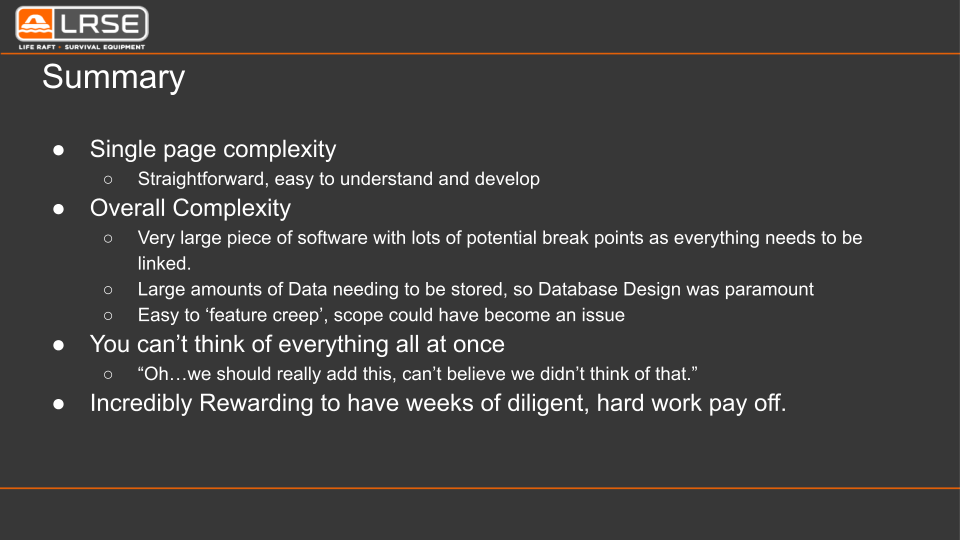 LRSE
LIFE RAFT - SURVIVAL EQUIPMENT
Summary
● Single page complexity
○ Straightforward, easy to understand and develop
● Overall Complexity
○ Very large piece of software with lots of potential break points as everything needs to be
linked.
○ Large amounts of Data needing to be stored, so Database Design was paramount
○ Easy to ‘feature creep’, scope could have become an issue
● You can’t think of everything all at once
○ “Oh…we should really add this, can’t believe we didn’t think of that.”
● Incredibly Rewarding to have weeks of diligent, hard work pay off.